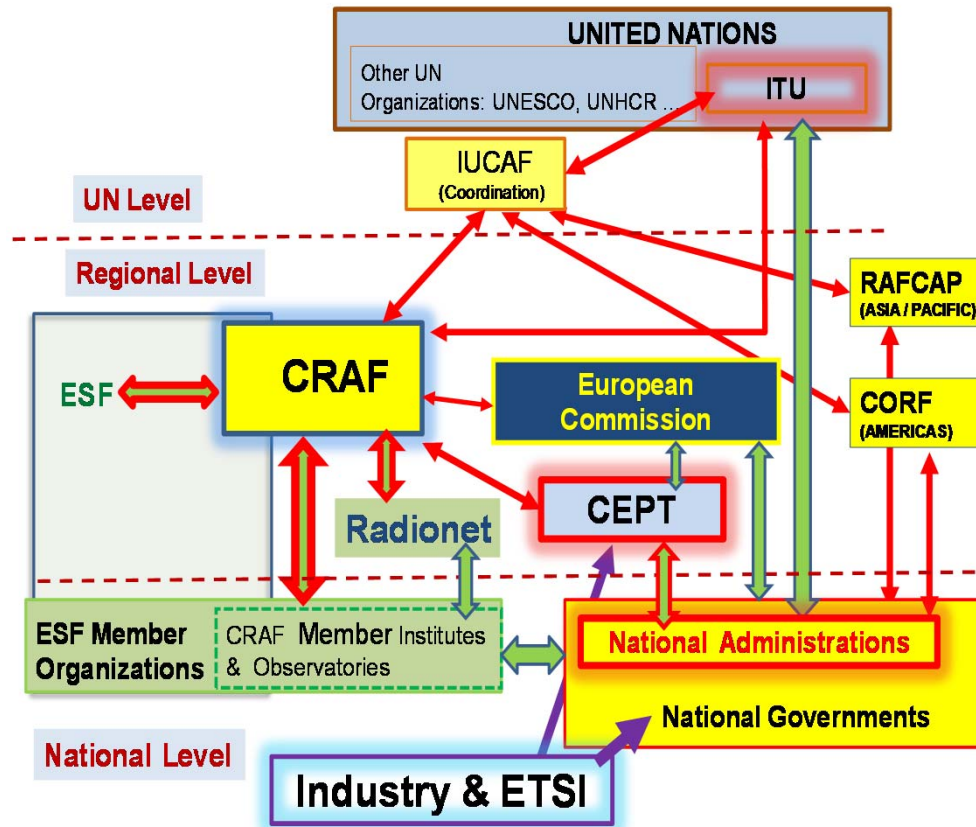 UNITED NATIONS
Other UN
Organizations: UNESCO, UNHCR ...
ITU
IUCAF
(Coordination)
UN Level
Regional Level
RAFCAP
(ASIA / PACIFIC)
CRAF
ESF
European
Commission
CORF
(AMERICAS)
CEPT
Radionet
ESF Member
Organizations
CRAF Member Institutes
& Observatories
National Administrations
National Governments
National Level
Industry & ETSI